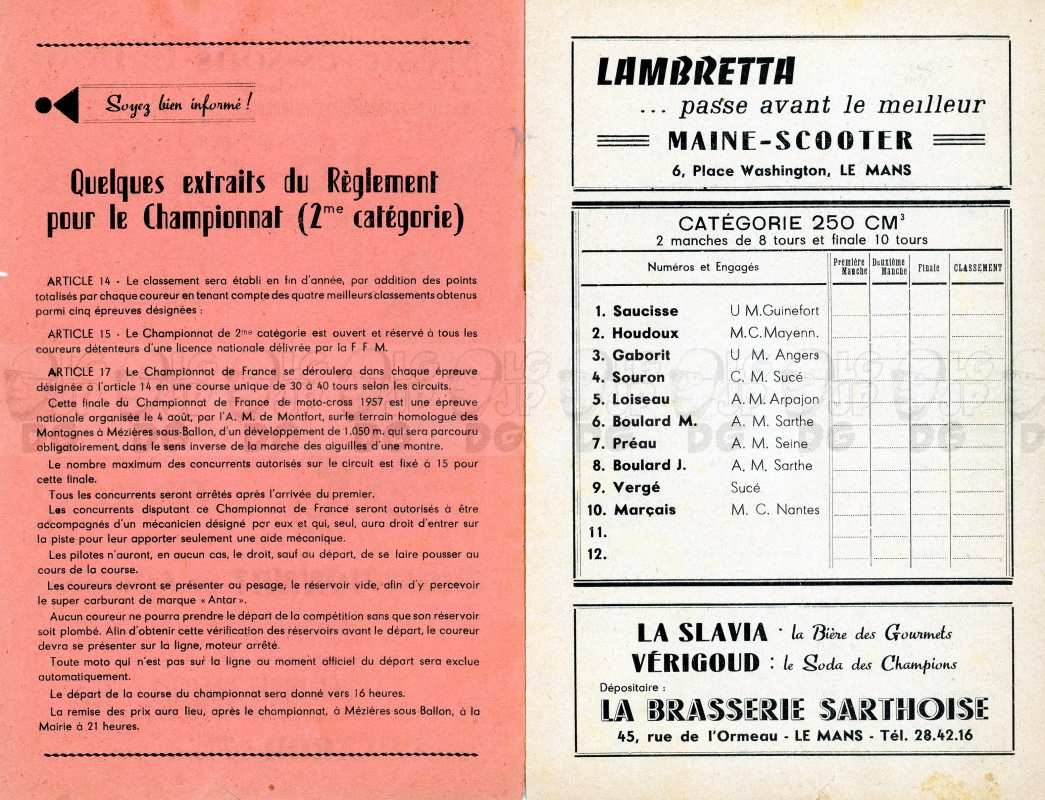 Soyez bien informé !
Quelques extraits du Règlement
pour le Championnat (2me catégorie)
ARTICLE 14 - Le classement sera établi en fin d'année, par addition des points
totalisés par chaque coureur en tenant compte des quatre meilleurs classements obtenus
parmi cinq épreuves désignées :
ARTICLE 15 - Le Championnat de 2me catégorie est ouvert et réservé à tous les
coureurs détenteurs d'une licence nationale délivrée par la F F M.
ARTICLE 17 Le Championnat de France se déroulera dans chaque épreuve
désignée à l'article 14 en une course unique de 30 à 40 tours selon les circuits.
Cette finale du Championnat de France de moto-cross 1957 est une épreuve
nationale organisée le 4 août, par l'A. M. de Montfort, sur le terrain homologué des
Montagnes à Mézières-sous-Ballon, d'un développement de 1.050 m. qui sera parcouru
obligatoirement dans le sens inverse de la marche des aiguilles d'une montre.
Le nombre maximum des concurrents autorisés sur le circuit est fixé à 15 pour
cette finale.
Tous les concurrents seront arrêtés après l'arrivée du premier.
Les concurrents disputant ce Championnat de France seront autorisés à être
accompagnés d'un mécanicien désigné par eux et qui, seul, aura droit d'entrer sur
la piste pour leur apporter seulement une aide mécanique.
Les pilotes n'auront, en aucun cas, le droit, sauf au départ, de se faire pousser au
cours de la course.
Les coureurs devront se présenter au pesage, le réservoir vide, afin d'y percevoir
le super carburant de marque « Antar ».
Aucun coureur ne pourra prendre le départ de la compétition sans que son réservoir
soit plombé. Afin d'obtenir cette vérification des réservoirs avant le départ, le coureur
devra se présenter sur la ligne, moteur arrêté.
Toute moto qui n'est pas sur la ligne au moment officiel du départ sera exclue
automatiquement.
Le départ de la course du championnat sera donné vers 16 heures.
La remise des prix aura lieu, après le championnat, à Mézières-sous-Ballon, à la
Mairie à 21 heures.
LAMBRETTA
... passe avant le meilleur
MAINE-SCOOTER
6, Place Washington, LE MANS
CATÉGORIE 250 CM3
2 manches de 8 tours et finale 10 tours
Numéros et Engagés Première Manche Deuxième Manche Finale CLASSEMENT
1. Saucisse U M.Guinefort
2. Houdoux M.C.Mayenn.
3. Gaborit U M. Angers
4. Souron C. M. Sucé
5. Loiseau A. M. Arpajon
6. Boulard M. A. M. Sarthe
7. Préau A. M. Seine
8. Boulard J. A. M. Sarthe
9. Vergé Sucé
10. Marçais M. C. Nantes
11.
12.
LA SLAVIA - la Bière des Gourmets
VÉRIGOUD : le Soda des Champions
Dépositaire :
LA BRASSERIE SARTHOISE
45, rue de l'Ormeau - LE MANS - Tél. 28.42.16